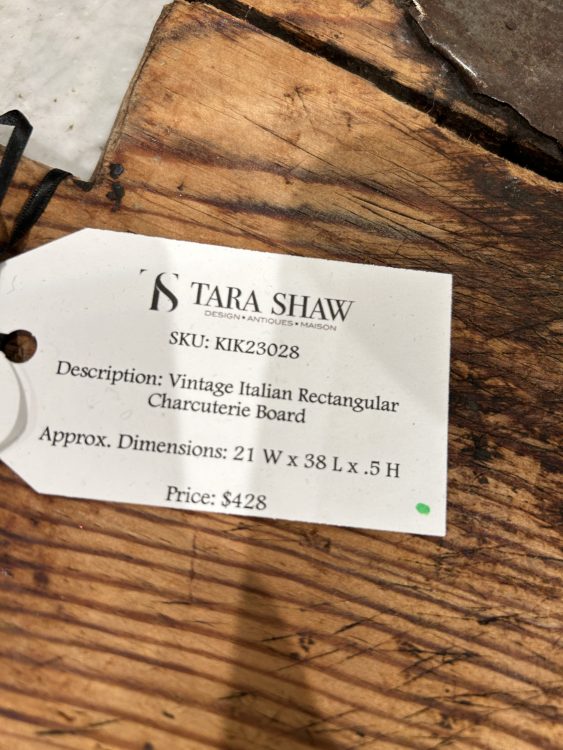 TS TARA SHAW
DESIGN • ANTIQUES • MAISON
SKU: KIK23028
Description: Vintage Italian Rectangular
Charcuterie Board
Approx. Dimensions: 21 W x 38 L x .5 H
Price: $428